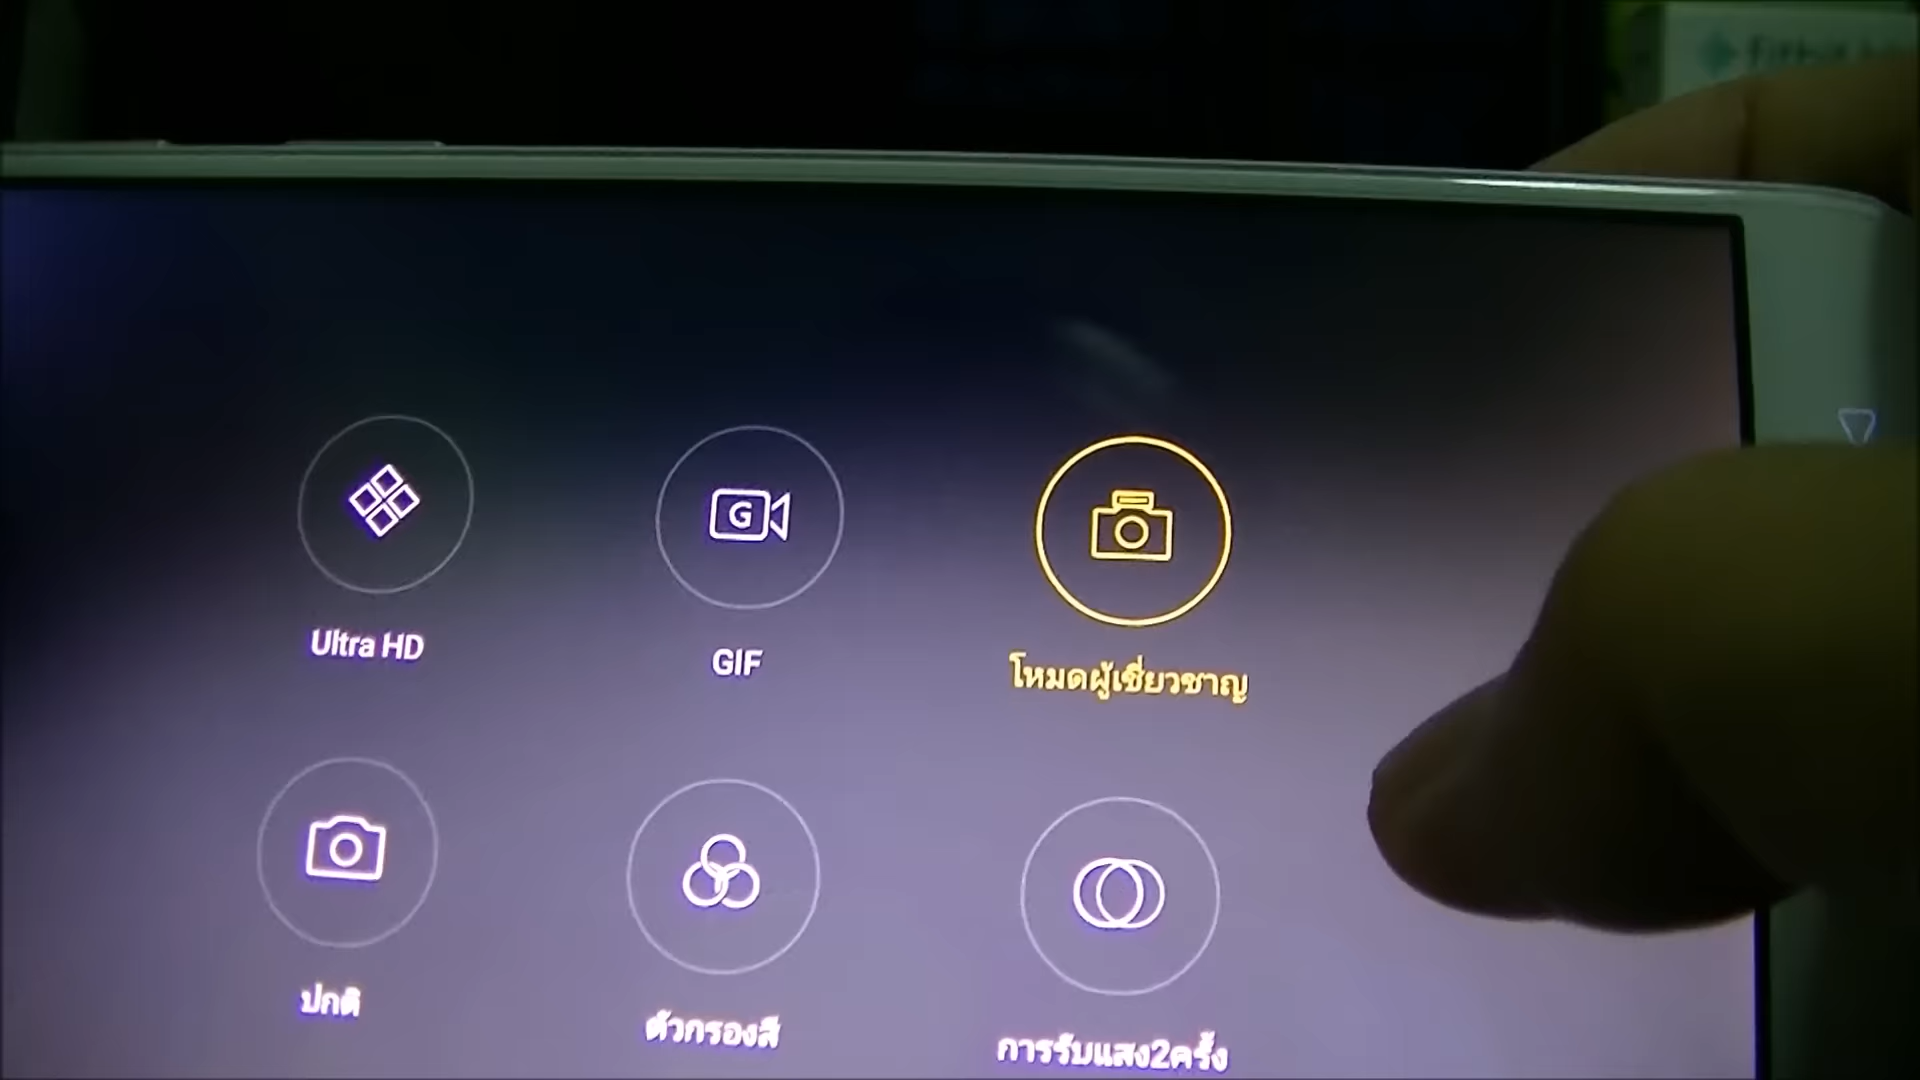 Ultra HD
GIF
โหมดผู้เชี่ยวชาญ
ปกติ
ตัวกรองสี
การรับแสง2ครั้ง